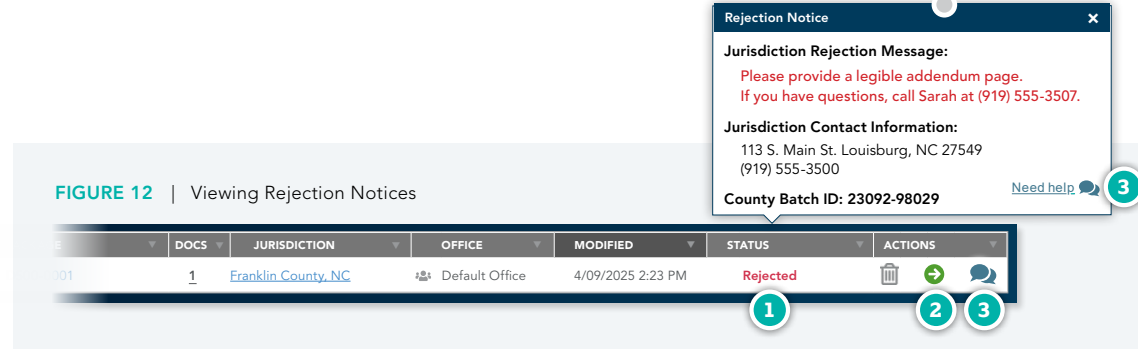 Rejection Notice
Jurisdiction Rejection Message:
Please provide a legible addendum page.
If you have questions, call Sarah at (919) 555-3507.
Jurisdiction Contact Information:
113 S. Main St. Louisburg, NC 27549
(919) 555-3500
Need help 3
County Batch ID: 23092-98029
FIGURE 12 | Viewing Rejection Notices
E DOCS JURISDICTION OFFICE MODIFIED STATUS ACTIONS
001 1 Franklin County, NC Default Office 4/09/2025 2:23 PM Rejected
1 2 3